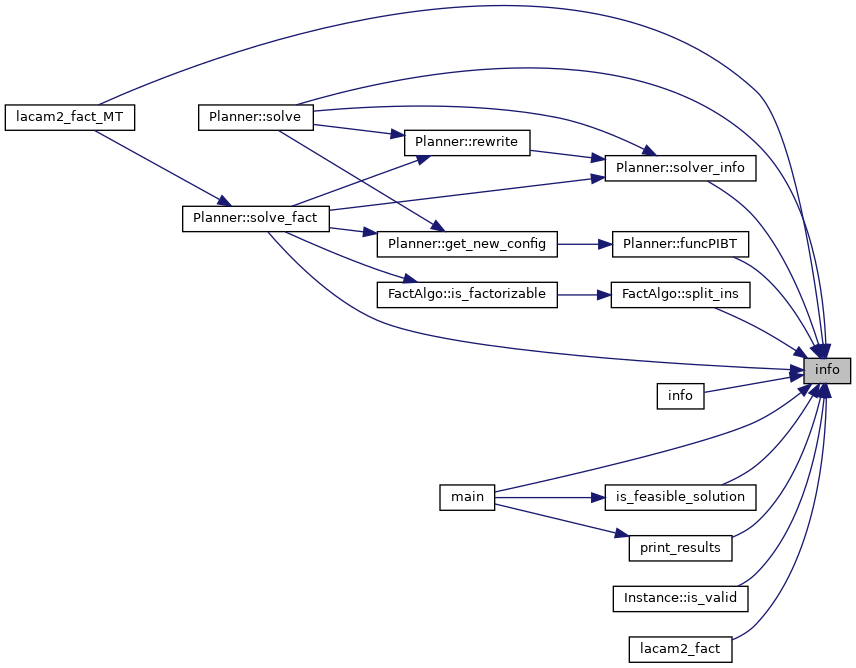 lacam2_fact_MT
Planner::solve
Planner::rewrite
Planner::solver_info
Planner::solve_fact
Planner::get_new_config
Planner::funcPIBT
FactAlgo::is_factorizable
FactAlgo::split_ins
info
info
main
is_feasible_solution
print_results
Instance::is_valid
lacam2_fact